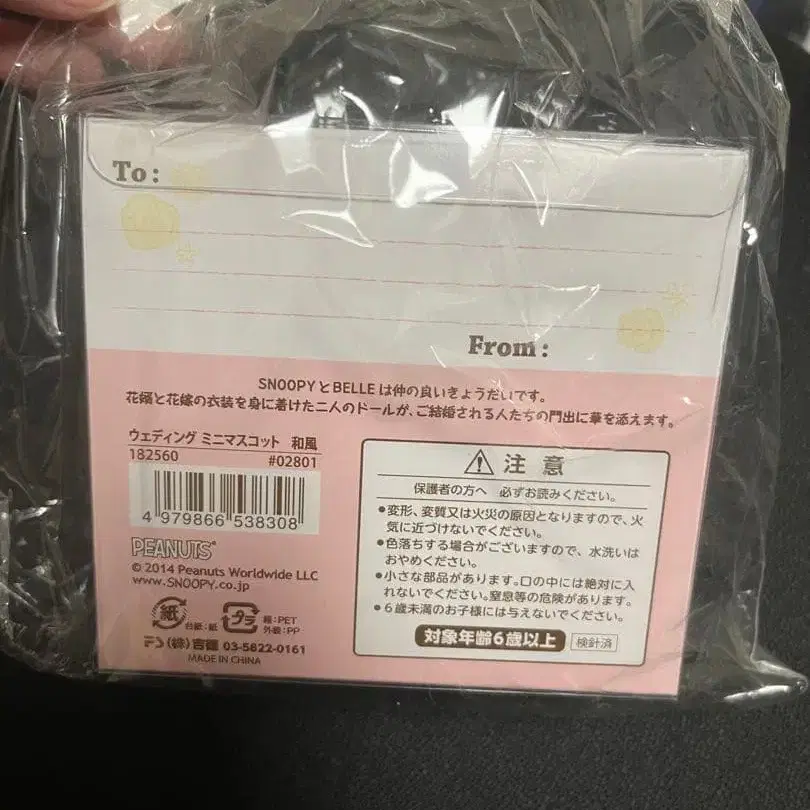 To:
From:
SNOOPYとBELLEは仲の良いきょうだいです。
花婿と花嫁の衣装を身に着けた二人のドールが、ご結婚される人たちの門出に華を添えます。
ウェディング ミニマスコット 和風
182560 #02801
4 979866 538308
PEANUTS
© 2014 Peanuts Worldwide LLC
www.SNOOPY.co.jp
紙
台紙:紙
プラ
箱:PET
外袋:PP
(株)吉德 03-5822-0161
MADE IN CHINA
注意
保護者の方へ 必ずお読みください。
●変形、変質又は火災の原因となりますので、火
気に近づけないでください。
●色落ちする場合がございますので、水洗いは
おやめください。
●小さな部品があります。口の中には絶対に入
れないでください。窒息等の危険があります。
●6歳未満のお子様には与えないでください。
対象年齢6歳以上
検針済